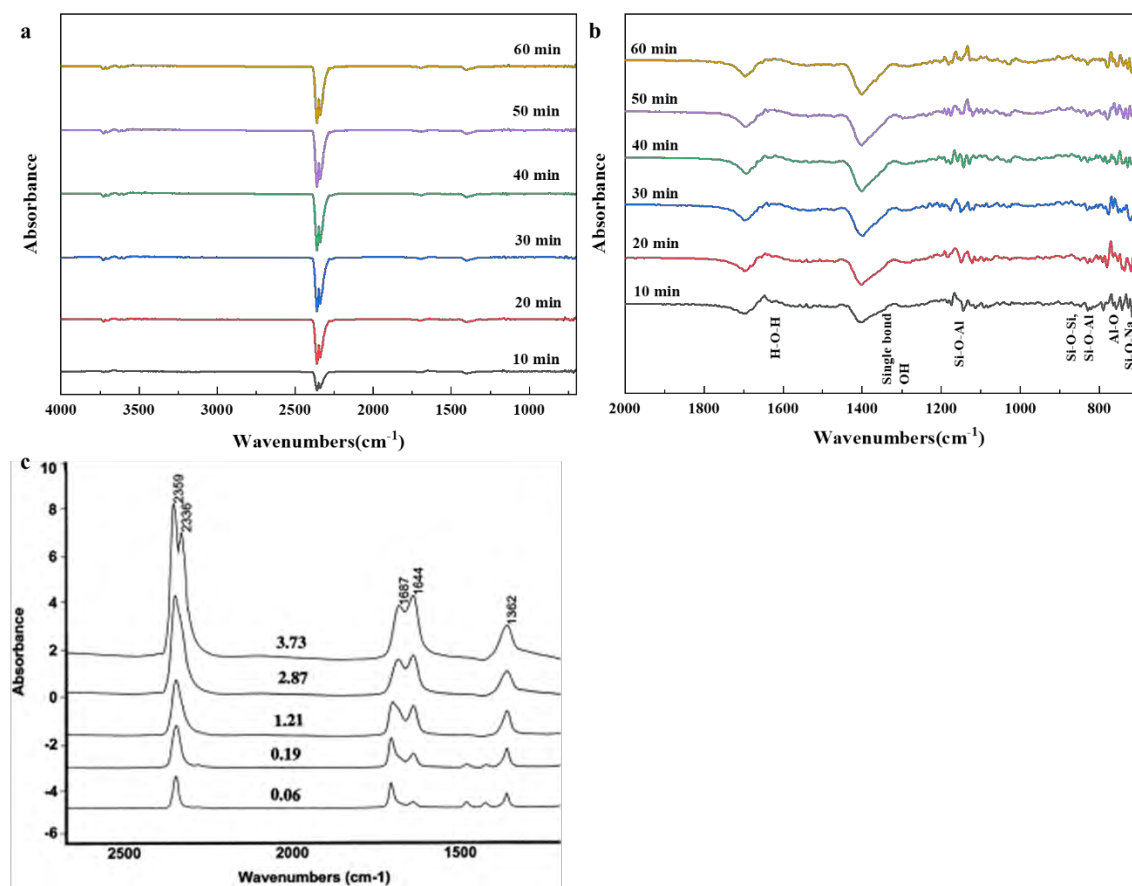 a
60 min
50 min
40 min
30 min
20 min
10 min
Absorbance
4000 3500 3000 2500 2000 1500 1000
Wavenumbers(cm-1)
b
60 min
50 min
40 min
30 min
20 min
10 min
H-O-H
Single bond
OH
Si-O-Al
Si-O-Si,
Si-O-Al
Al-O
Si-O-Na
Absorbance
2000 1800 1600 1400 1200 1000 800
Wavenumbers(cm-1)
c
10
8
6
4
2
0
-2
-4
-6
Absorbance
2359
2336
1687
1644
1362
3.73
2.87
1.21
0.19
0.06
2500 2000 1500
Wavenumbers (cm-1)